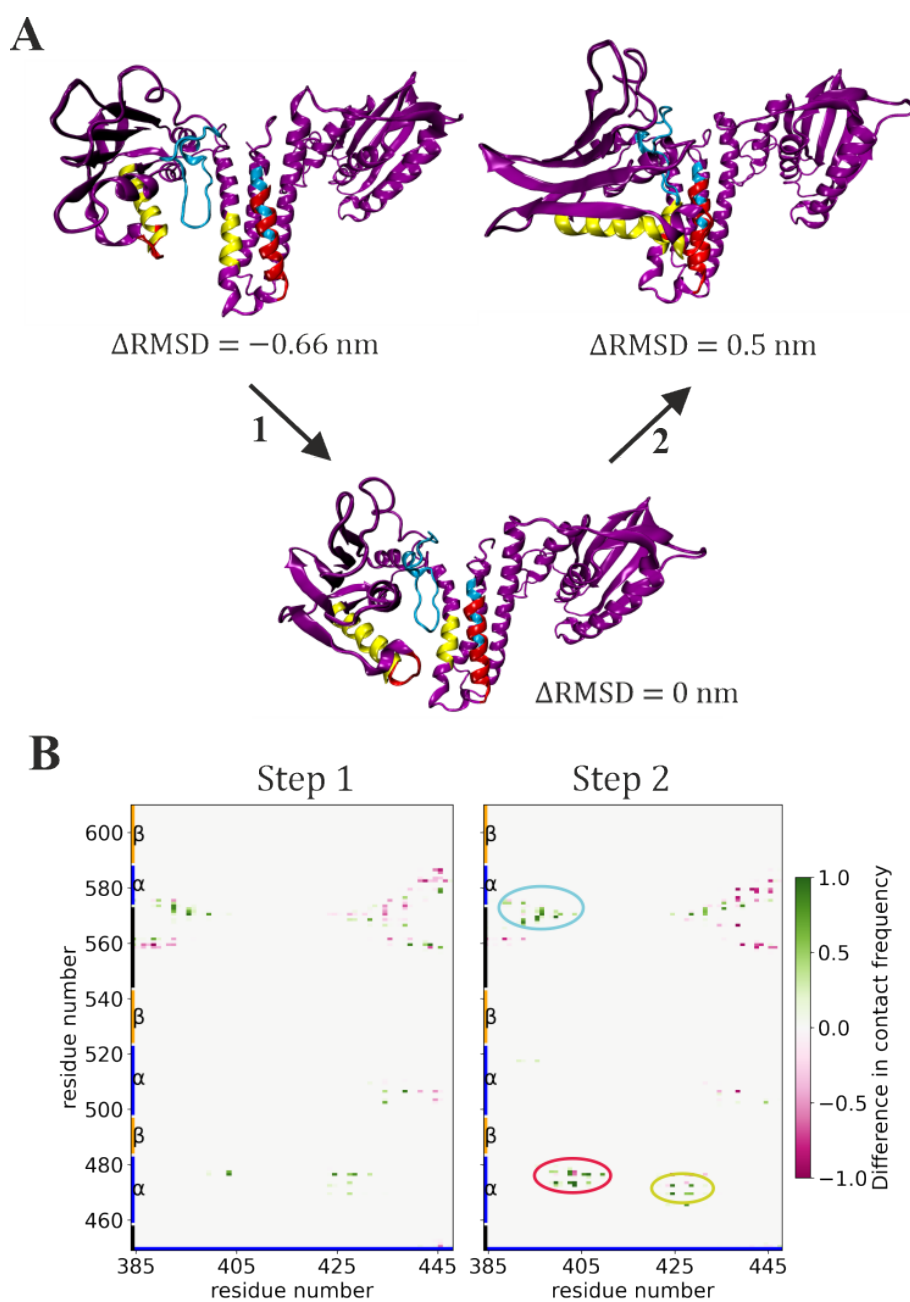 A
ΔRMSD = −0.66 nm
ΔRMSD = 0.5 nm
1
2
ΔRMSD = 0 nm
B
Step 1
Step 2
600
580
560
540
520
500
480
460
β
α
β
α
β
α
β
α
β
α
β
α
residue number
residue number
385
405
425
445
385
405
425
445
residue number
residue number
1.0
0.5
0.0
−0.5
−1.0
Difference in contact frequency